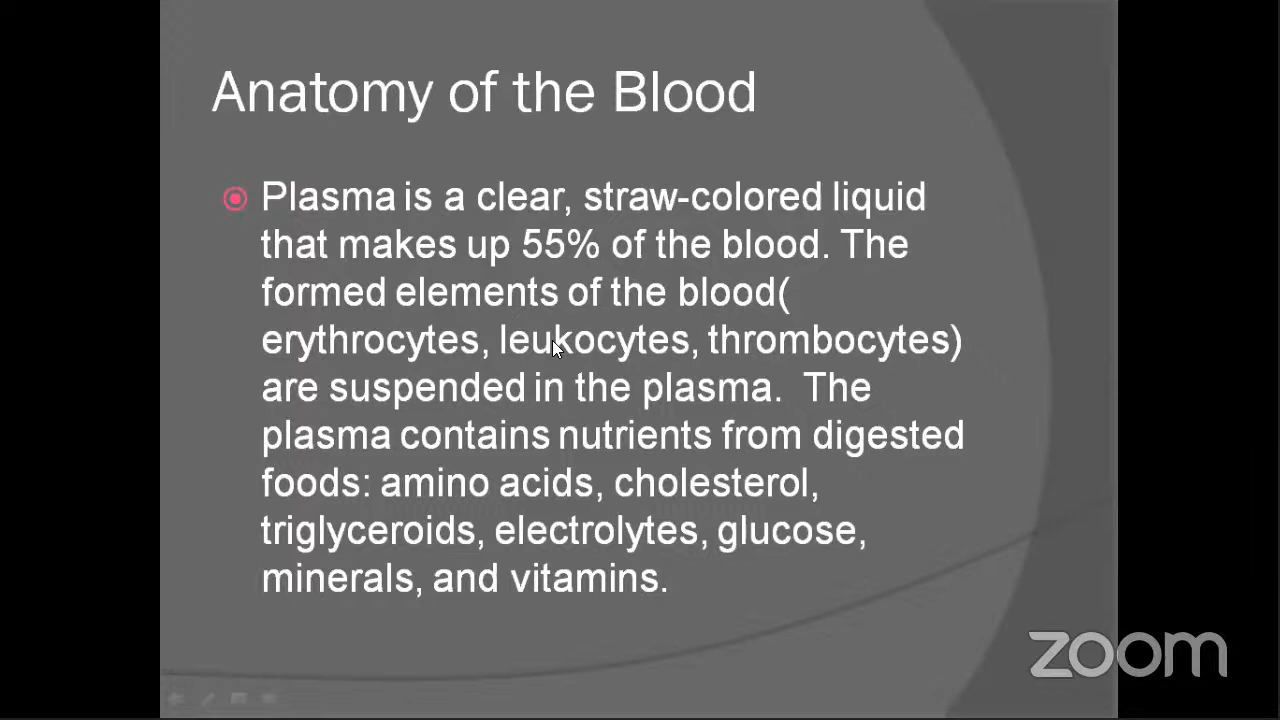 Anatomy of the Blood
Plasma is a clear, straw-colored liquid
that makes up 55% of the blood. The
formed elements of the blood(
erythrocytes, leukocytes, thrombocytes)
are suspended in the plasma.  The
plasma contains nutrients from digested
foods: amino acids, cholesterol,
triglyceroids, electrolytes, glucose,
minerals, and vitamins.
zoom